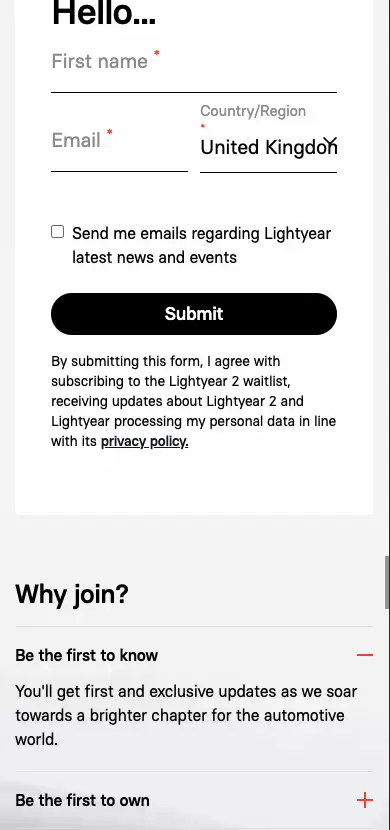 Hello...
First name *
Country/Region
*
Email *
United Kingdon
Send me emails regarding Lightyear
latest news and events
Submit
By submitting this form, I agree with
subscribing to the Lightyear 2 waitlist,
receiving updates about Lightyear 2 and
Lightyear processing my personal data in line
with its privacy policy.
Why join?
Be the first to know
You'll get first and exclusive updates as we soar
towards a brighter chapter for the automotive
world.
Be the first to own